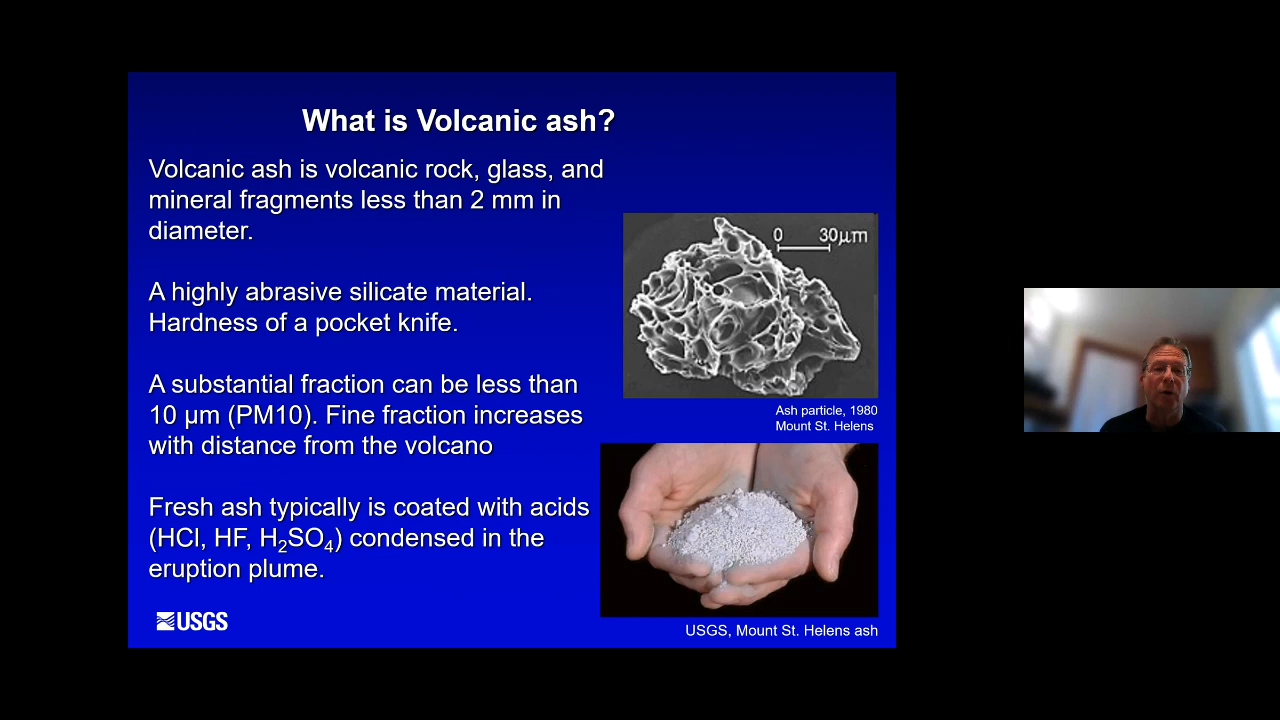 What is Volcanic ash?
Volcanic ash is volcanic rock, glass, and
mineral fragments less than 2 mm in
diameter.
A highly abrasive silicate material.
Hardness of a pocket knife.
A substantial fraction can be less than
10 µm (PM10). Fine fraction increases
with distance from the volcano
Fresh ash typically is coated with acids
(HCl, HF, H₂SO₄) condensed in the
eruption plume.
USGS
0 30µm
Ash particle, 1980
Mount St. Helens
USGS, Mount St. Helens ash